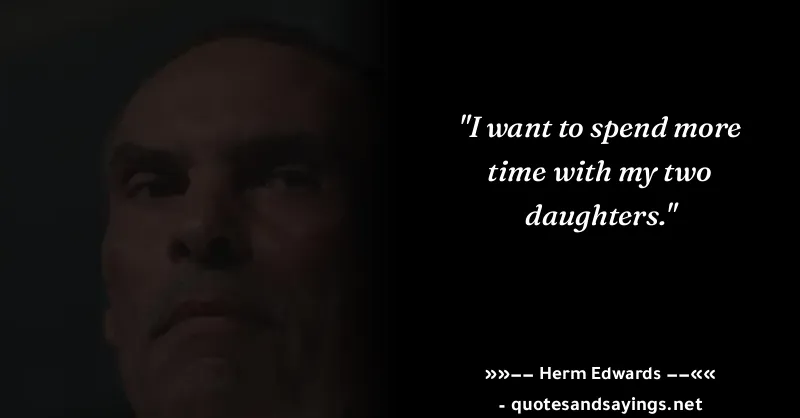 "I want to spend more
time with my two
daughters."
»»−− Herm Edwards −−««
- quotesandsayings.net